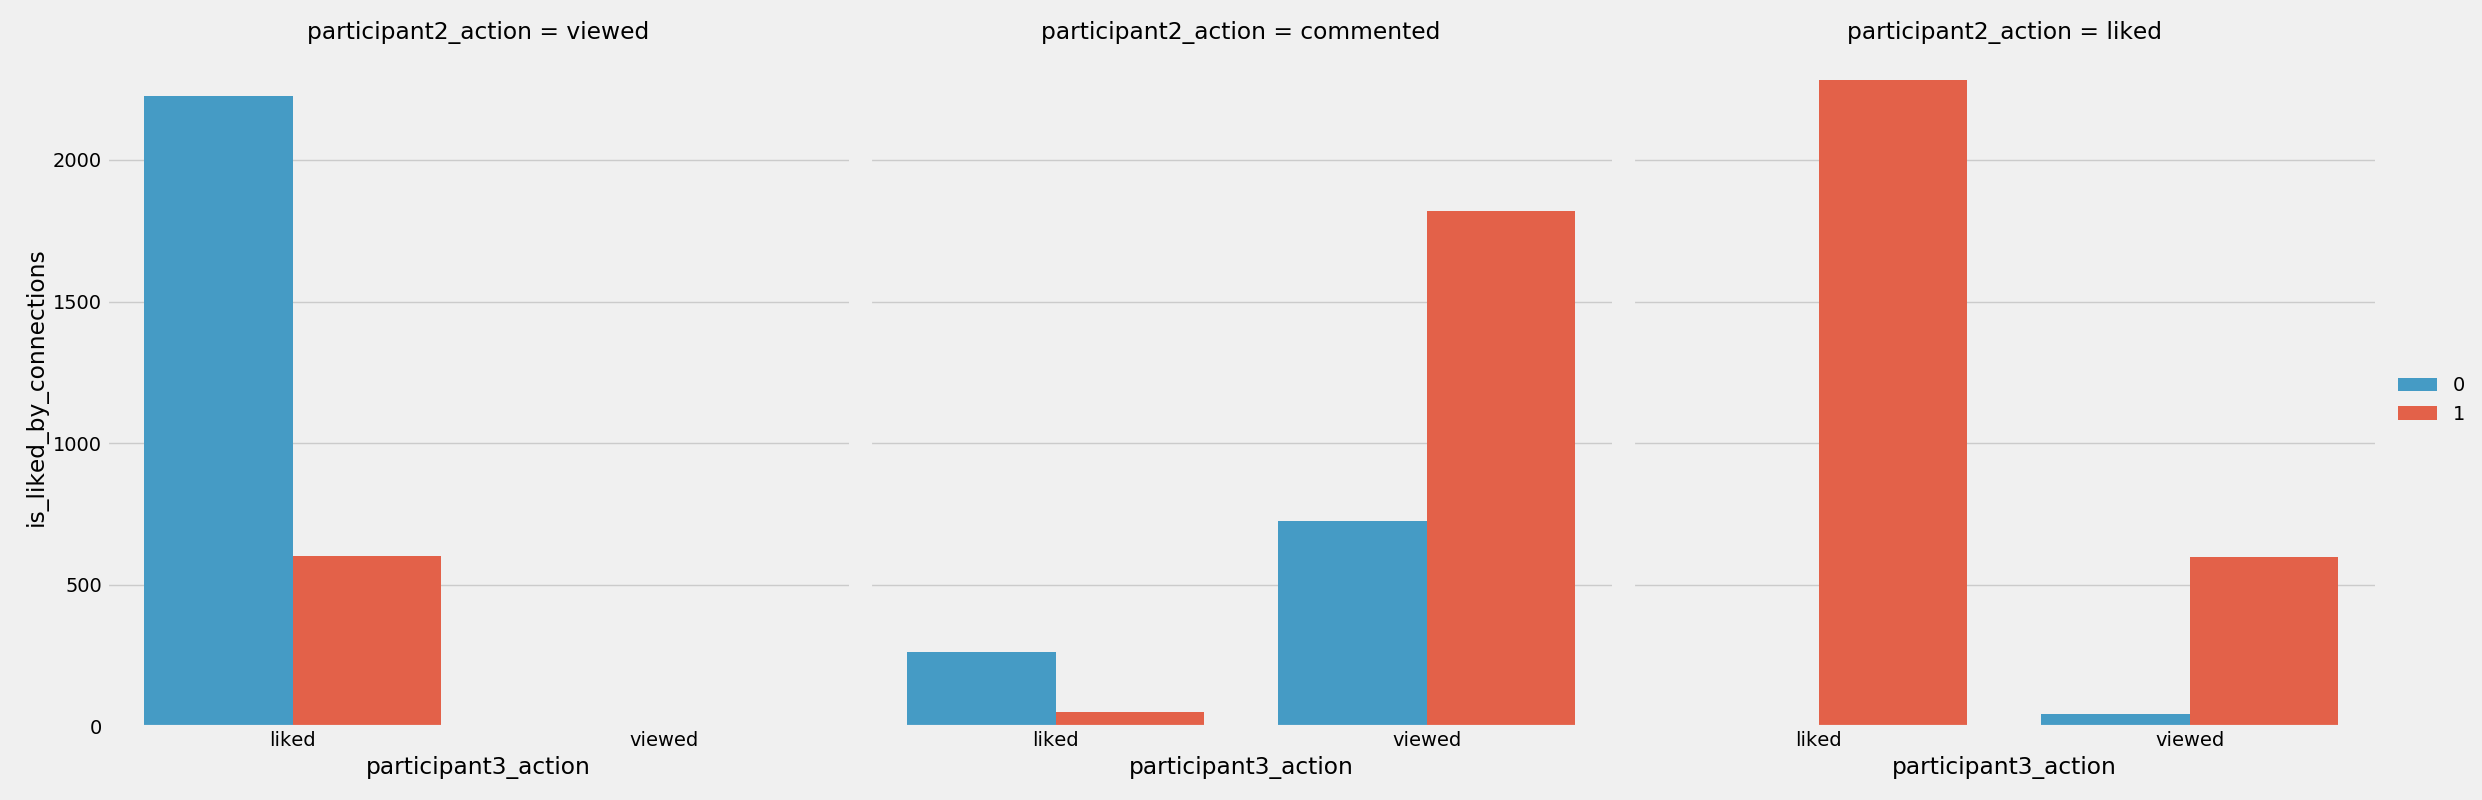 participant2_action = viewed
participant2_action = commented
participant2_action = liked
is_liked_by_connections
2000
1500
1000
500
0
liked
viewed
liked
viewed
liked
viewed
participant3_action
participant3_action
participant3_action
0
1